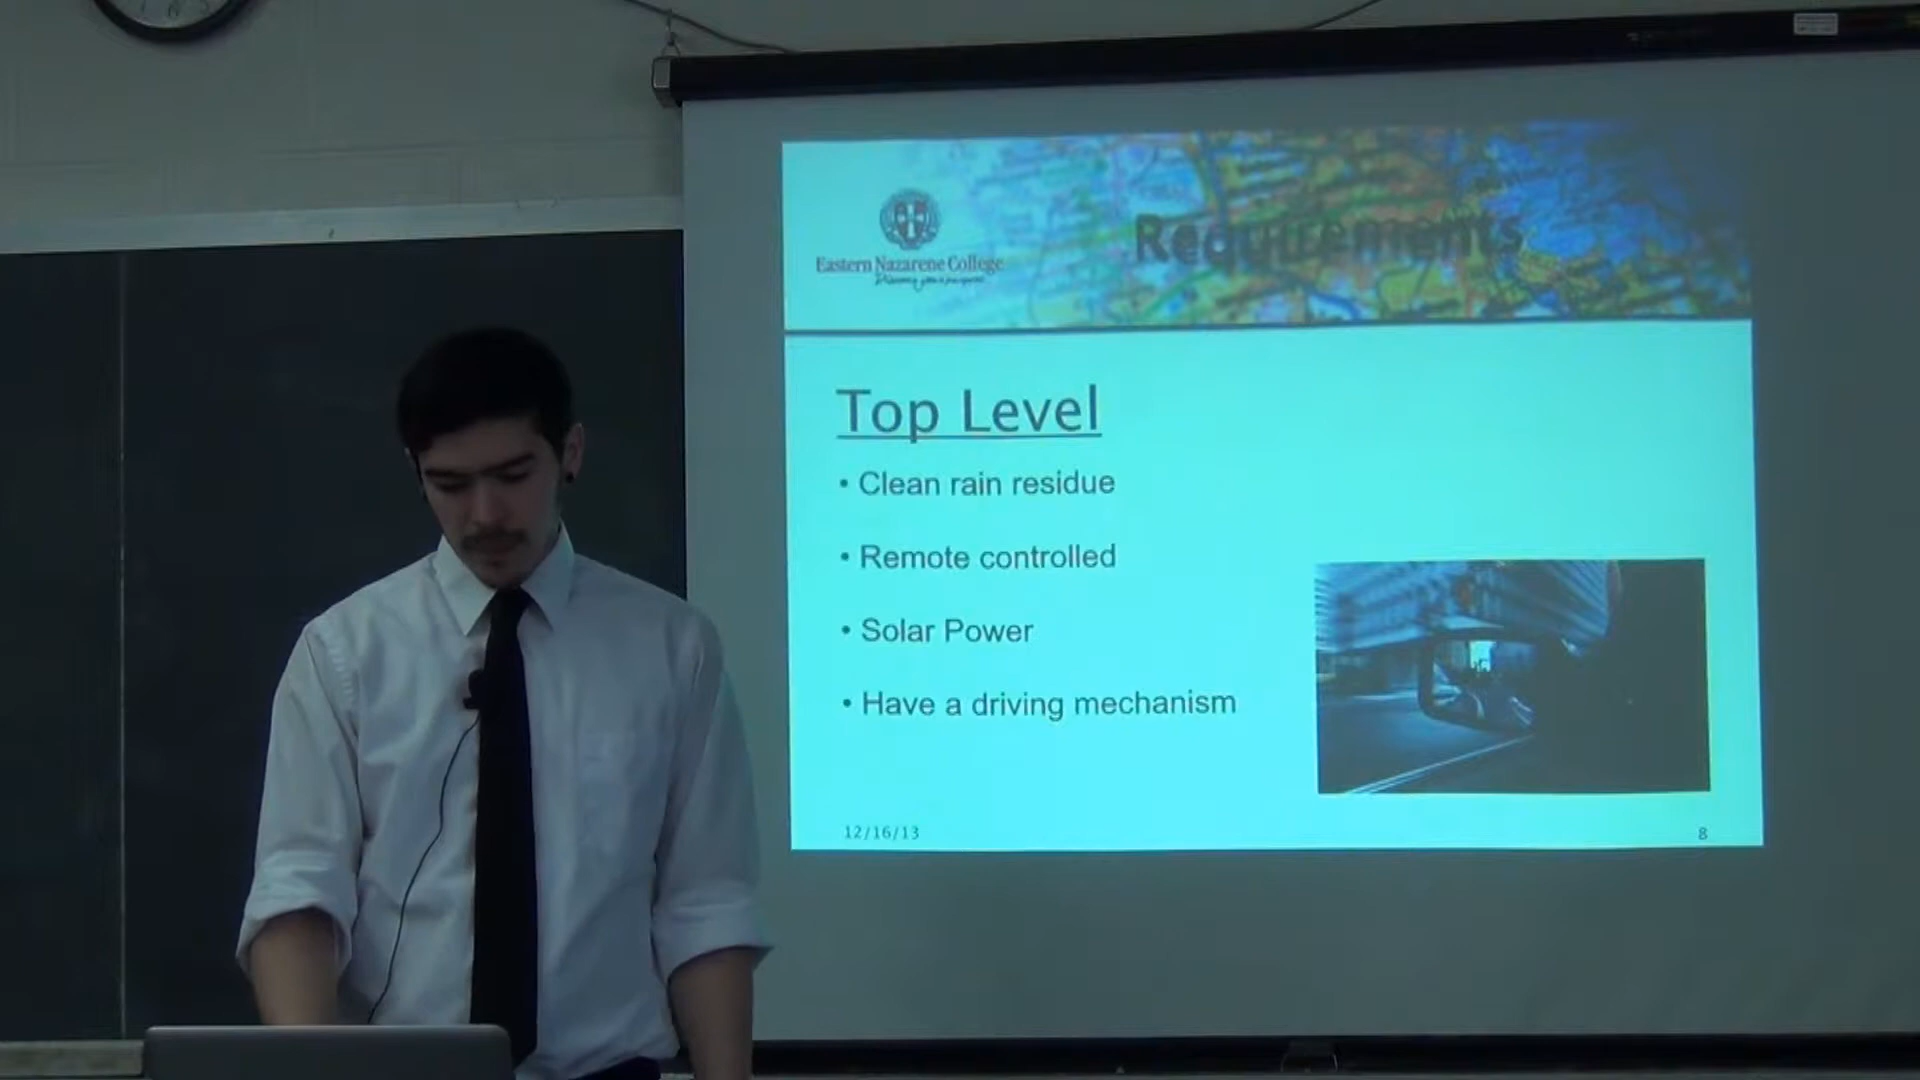 Eastern Nazarene College
Requirements
Top Level
• Clean rain residue
• Remote controlled
• Solar Power
• Have a driving mechanism
12/16/13
8